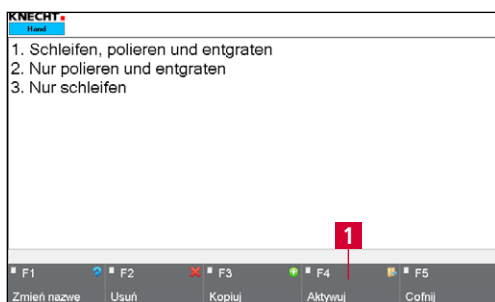 KNECHT
Hand
1. Schleifen, polieren und entgraten
2. Nur polieren und entgraten
3. Nur schleifen
1
F1 F2 F3 F4 F5
Zmień nazwę Usuń Kopiuj Aktywuj Cofnij